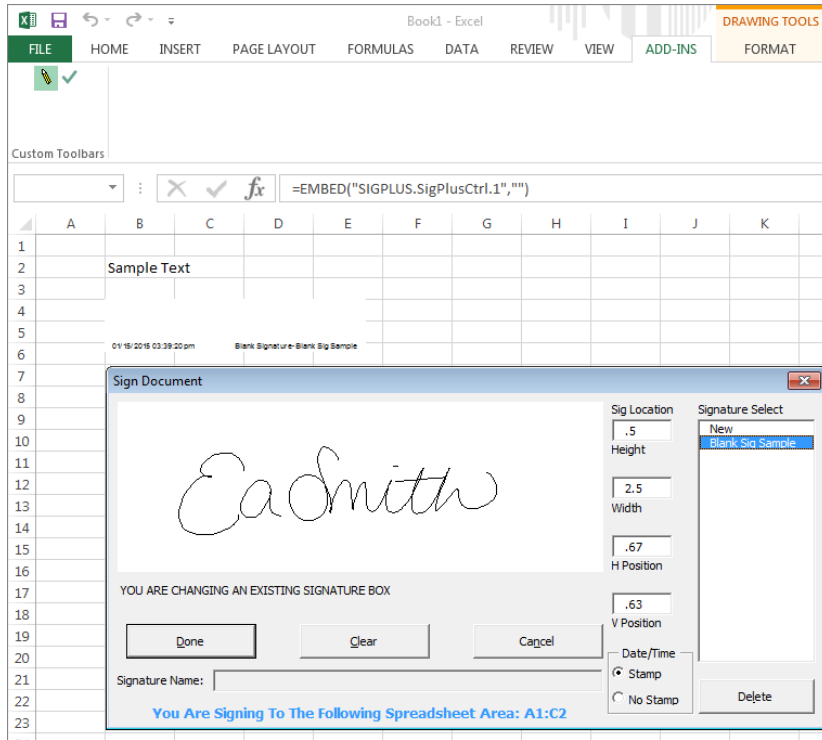 Book1 - Excel
DRAWING TOOLS
FILE HOME INSERT PAGE LAYOUT FORMULAS DATA REVIEW VIEW ADD-INS FORMAT
Custom Toolbars
fx =EMBED("SIGPLUS.SigPlusCtrl.1","")
A B C D E F G H I J K
1
2 Sample Text
3
4
5
01/15/2015 03:39:20 pm Blank Signature-Blank Sig Sample
6
7
Sign Document
8
9
10
11
12
13
14
15
16
17
18
19
20
21
22
23
Ea Smith
Sig Location
.5
Height
2.5
Width
.67
H Position
.63
V Position
Signature Select
New
Blank Sig Sample
YOU ARE CHANGING AN EXISTING SIGNATURE BOX
Done Clear Cancel
Date/Time
Stamp
No Stamp
Delete
Signature Name:
You Are Signing To The Following Spreadsheet Area: A1:C2